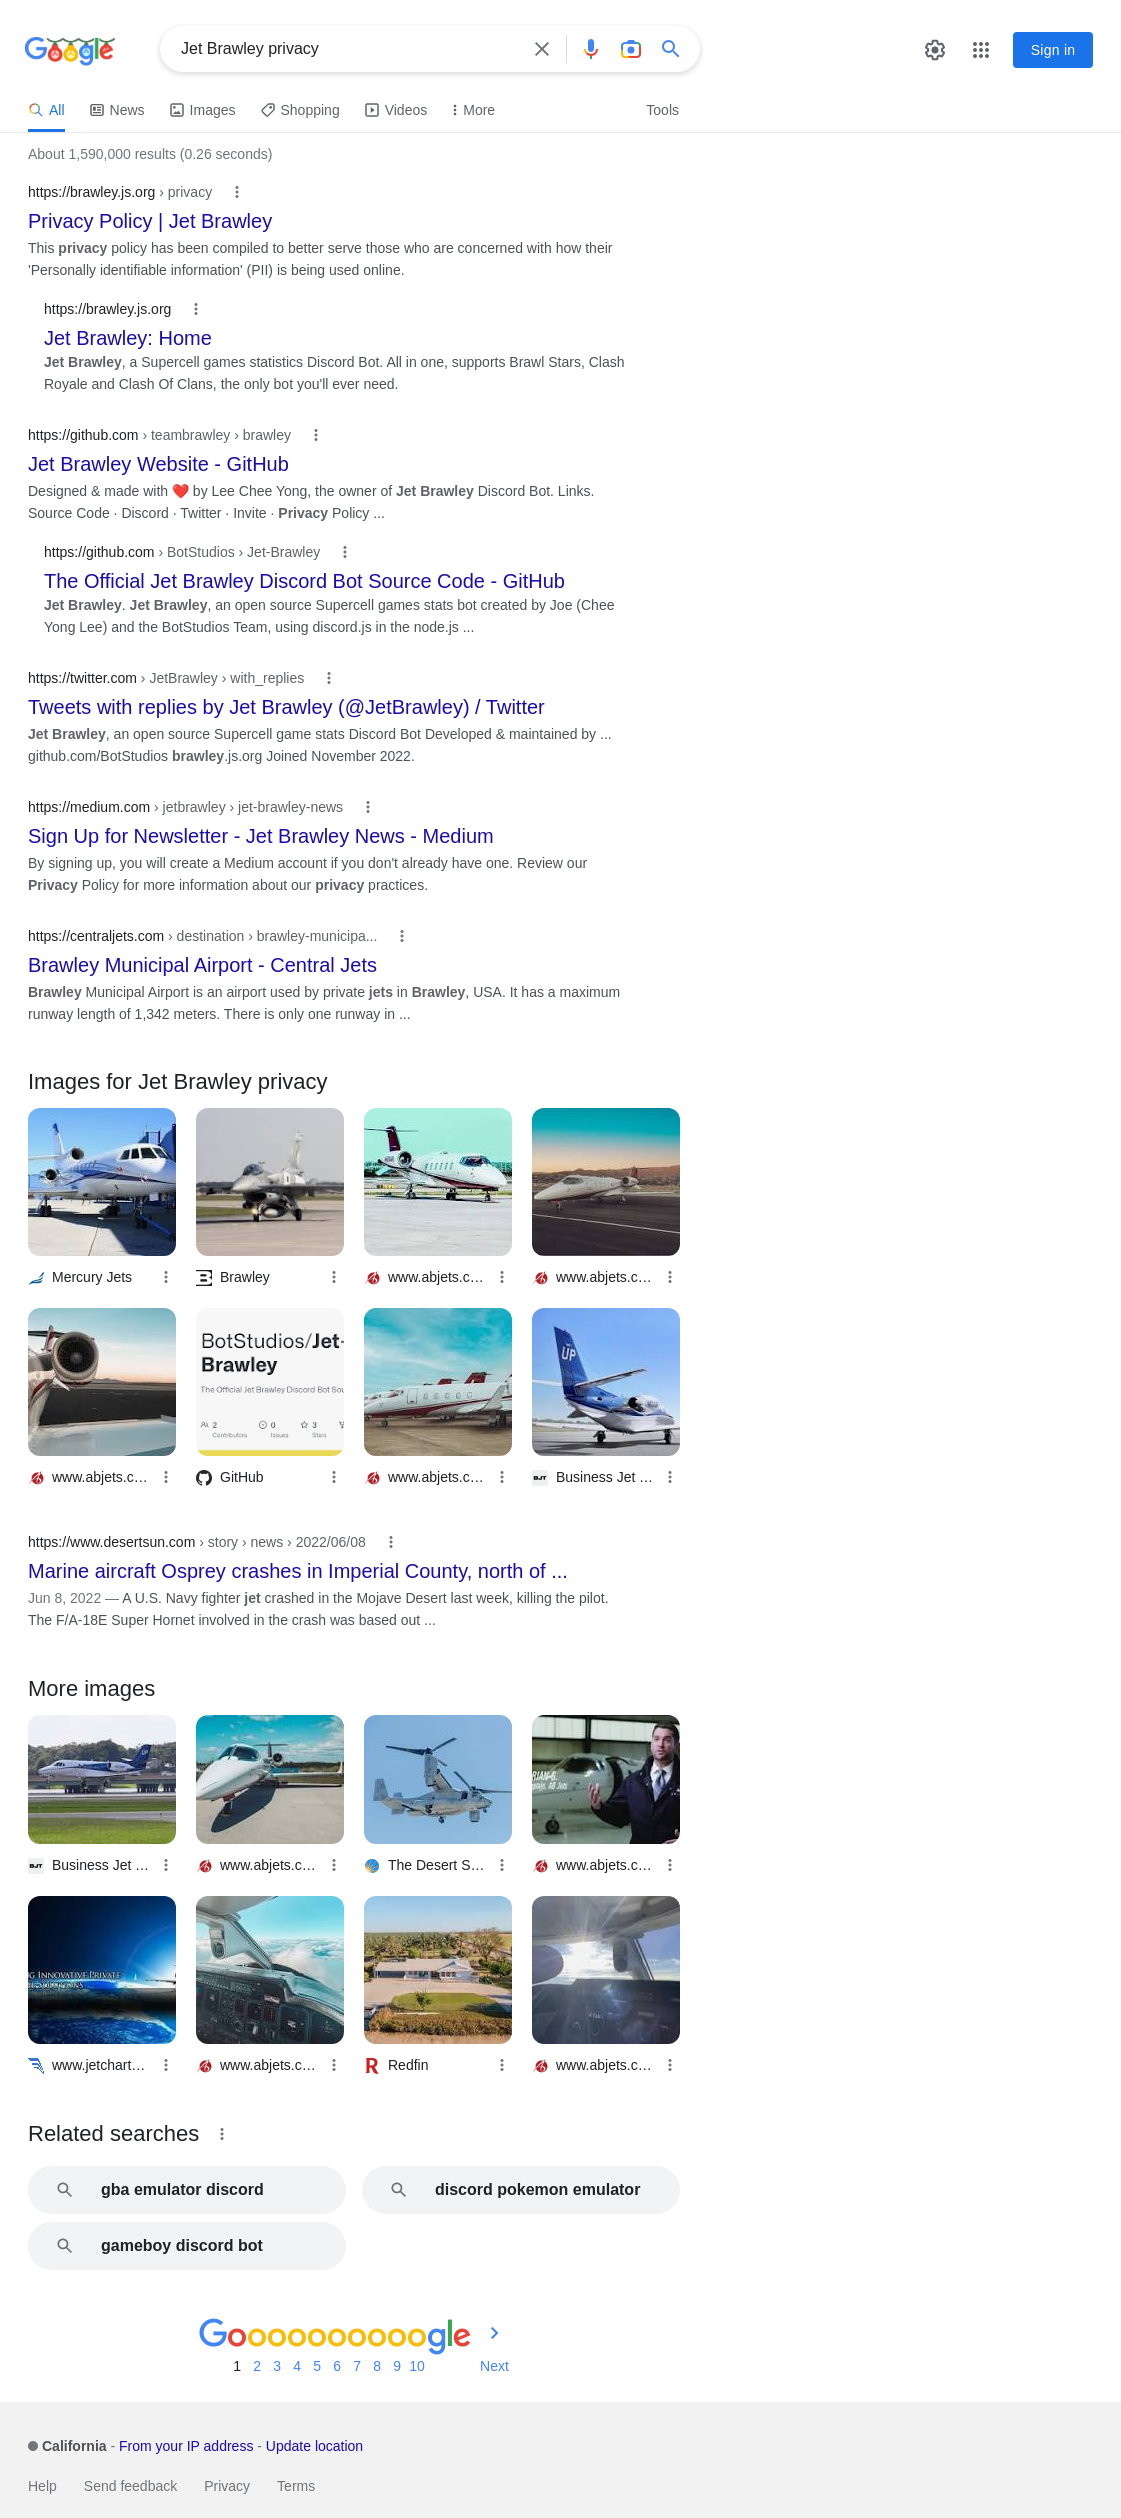 Google
Jet Brawley privacy
Sign in
All
News
Images
Shopping
Videos
More
Tools
About 1,590,000 results (0.26 seconds)
https://brawley.js.org › privacy
Privacy Policy | Jet Brawley
This privacy policy has been compiled to better serve those who are concerned with how their
'Personally identifiable information' (PII) is being used online.
https://brawley.js.org
Jet Brawley: Home
Jet Brawley, a Supercell games statistics Discord Bot. All in one, supports Brawl Stars, Clash
Royale and Clash Of Clans, the only bot you'll ever need.
https://github.com › teambrawley › brawley
Jet Brawley Website - GitHub
Designed & made with ❤️ by Lee Chee Yong, the owner of Jet Brawley Discord Bot. Links.
Source Code · Discord · Twitter · Invite · Privacy Policy ...
https://github.com › BotStudios › Jet-Brawley
The Official Jet Brawley Discord Bot Source Code - GitHub
Jet Brawley. Jet Brawley, an open source Supercell games stats bot created by Joe (Chee
Yong Lee) and the BotStudios Team, using discord.js in the node.js ...
https://twitter.com › JetBrawley › with_replies
Tweets with replies by Jet Brawley (@JetBrawley) / Twitter
Jet Brawley, an open source Supercell game stats Discord Bot Developed & maintained by ...
github.com/BotStudios brawley.js.org Joined November 2022.
https://medium.com › jetbrawley › jet-brawley-news
Sign Up for Newsletter - Jet Brawley News - Medium
By signing up, you will create a Medium account if you don't already have one. Review our
Privacy Policy for more information about our privacy practices.
https://centraljets.com › destination › brawley-municipa...
Brawley Municipal Airport - Central Jets
Brawley Municipal Airport is an airport used by private jets in Brawley, USA. It has a maximum
runway length of 1,342 meters. There is only one runway in ...
Images for Jet Brawley privacy
Mercury Jets
Brawley
www.abjets.c...
www.abjets.c...
BotStudios/Jet-
Brawley
The Official Jet Brawley Discord Bot Sou
2
Contributors
0
Issues
3
Stars
UP
www.abjets.c...
GitHub
www.abjets.c...
BJT
Business Jet ...
https://www.desertsun.com › story › news › 2022/06/08
Marine aircraft Osprey crashes in Imperial County, north of ...
Jun 8, 2022 — A U.S. Navy fighter jet crashed in the Mojave Desert last week, killing the pilot.
The F/A-18E Super Hornet involved in the crash was based out ...
More images
UP
BJT
Business Jet ...
www.abjets.c...
The Desert S...
www.abjets.c...
G INNOVATIVE PRIVATE
www.jetchart...
www.abjets.c...
Redfin
www.abjets.c...
Related searches
gba emulator discord
discord pokemon emulator
gameboy discord bot
Goooooooooogle
1 2 3 4 5 6 7 8 9 10 Next
California - From your IP address - Update location
Help
Send feedback
Privacy
Terms